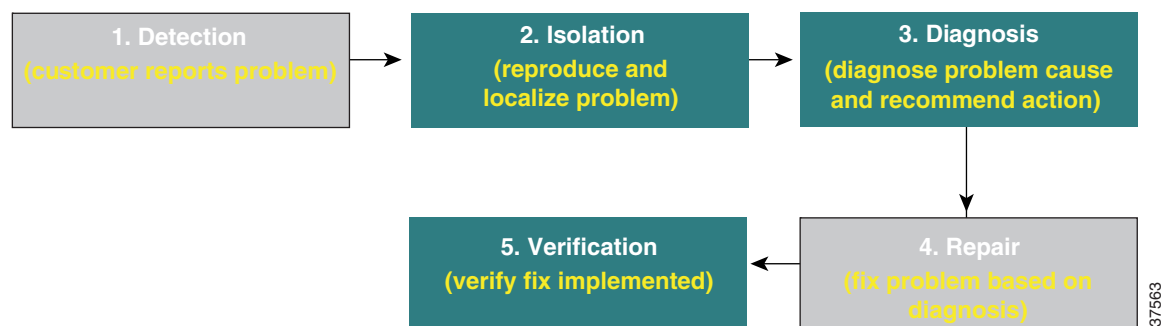 1. Detection
(customer reports problem)
2. Isolation
(reproduce and
localize problem)
3. Diagnosis
(diagnose problem cause
and recommend action)
4. Repair
(fix problem based on
diagnosis)
5. Verification
(verify fix implemented)
37563